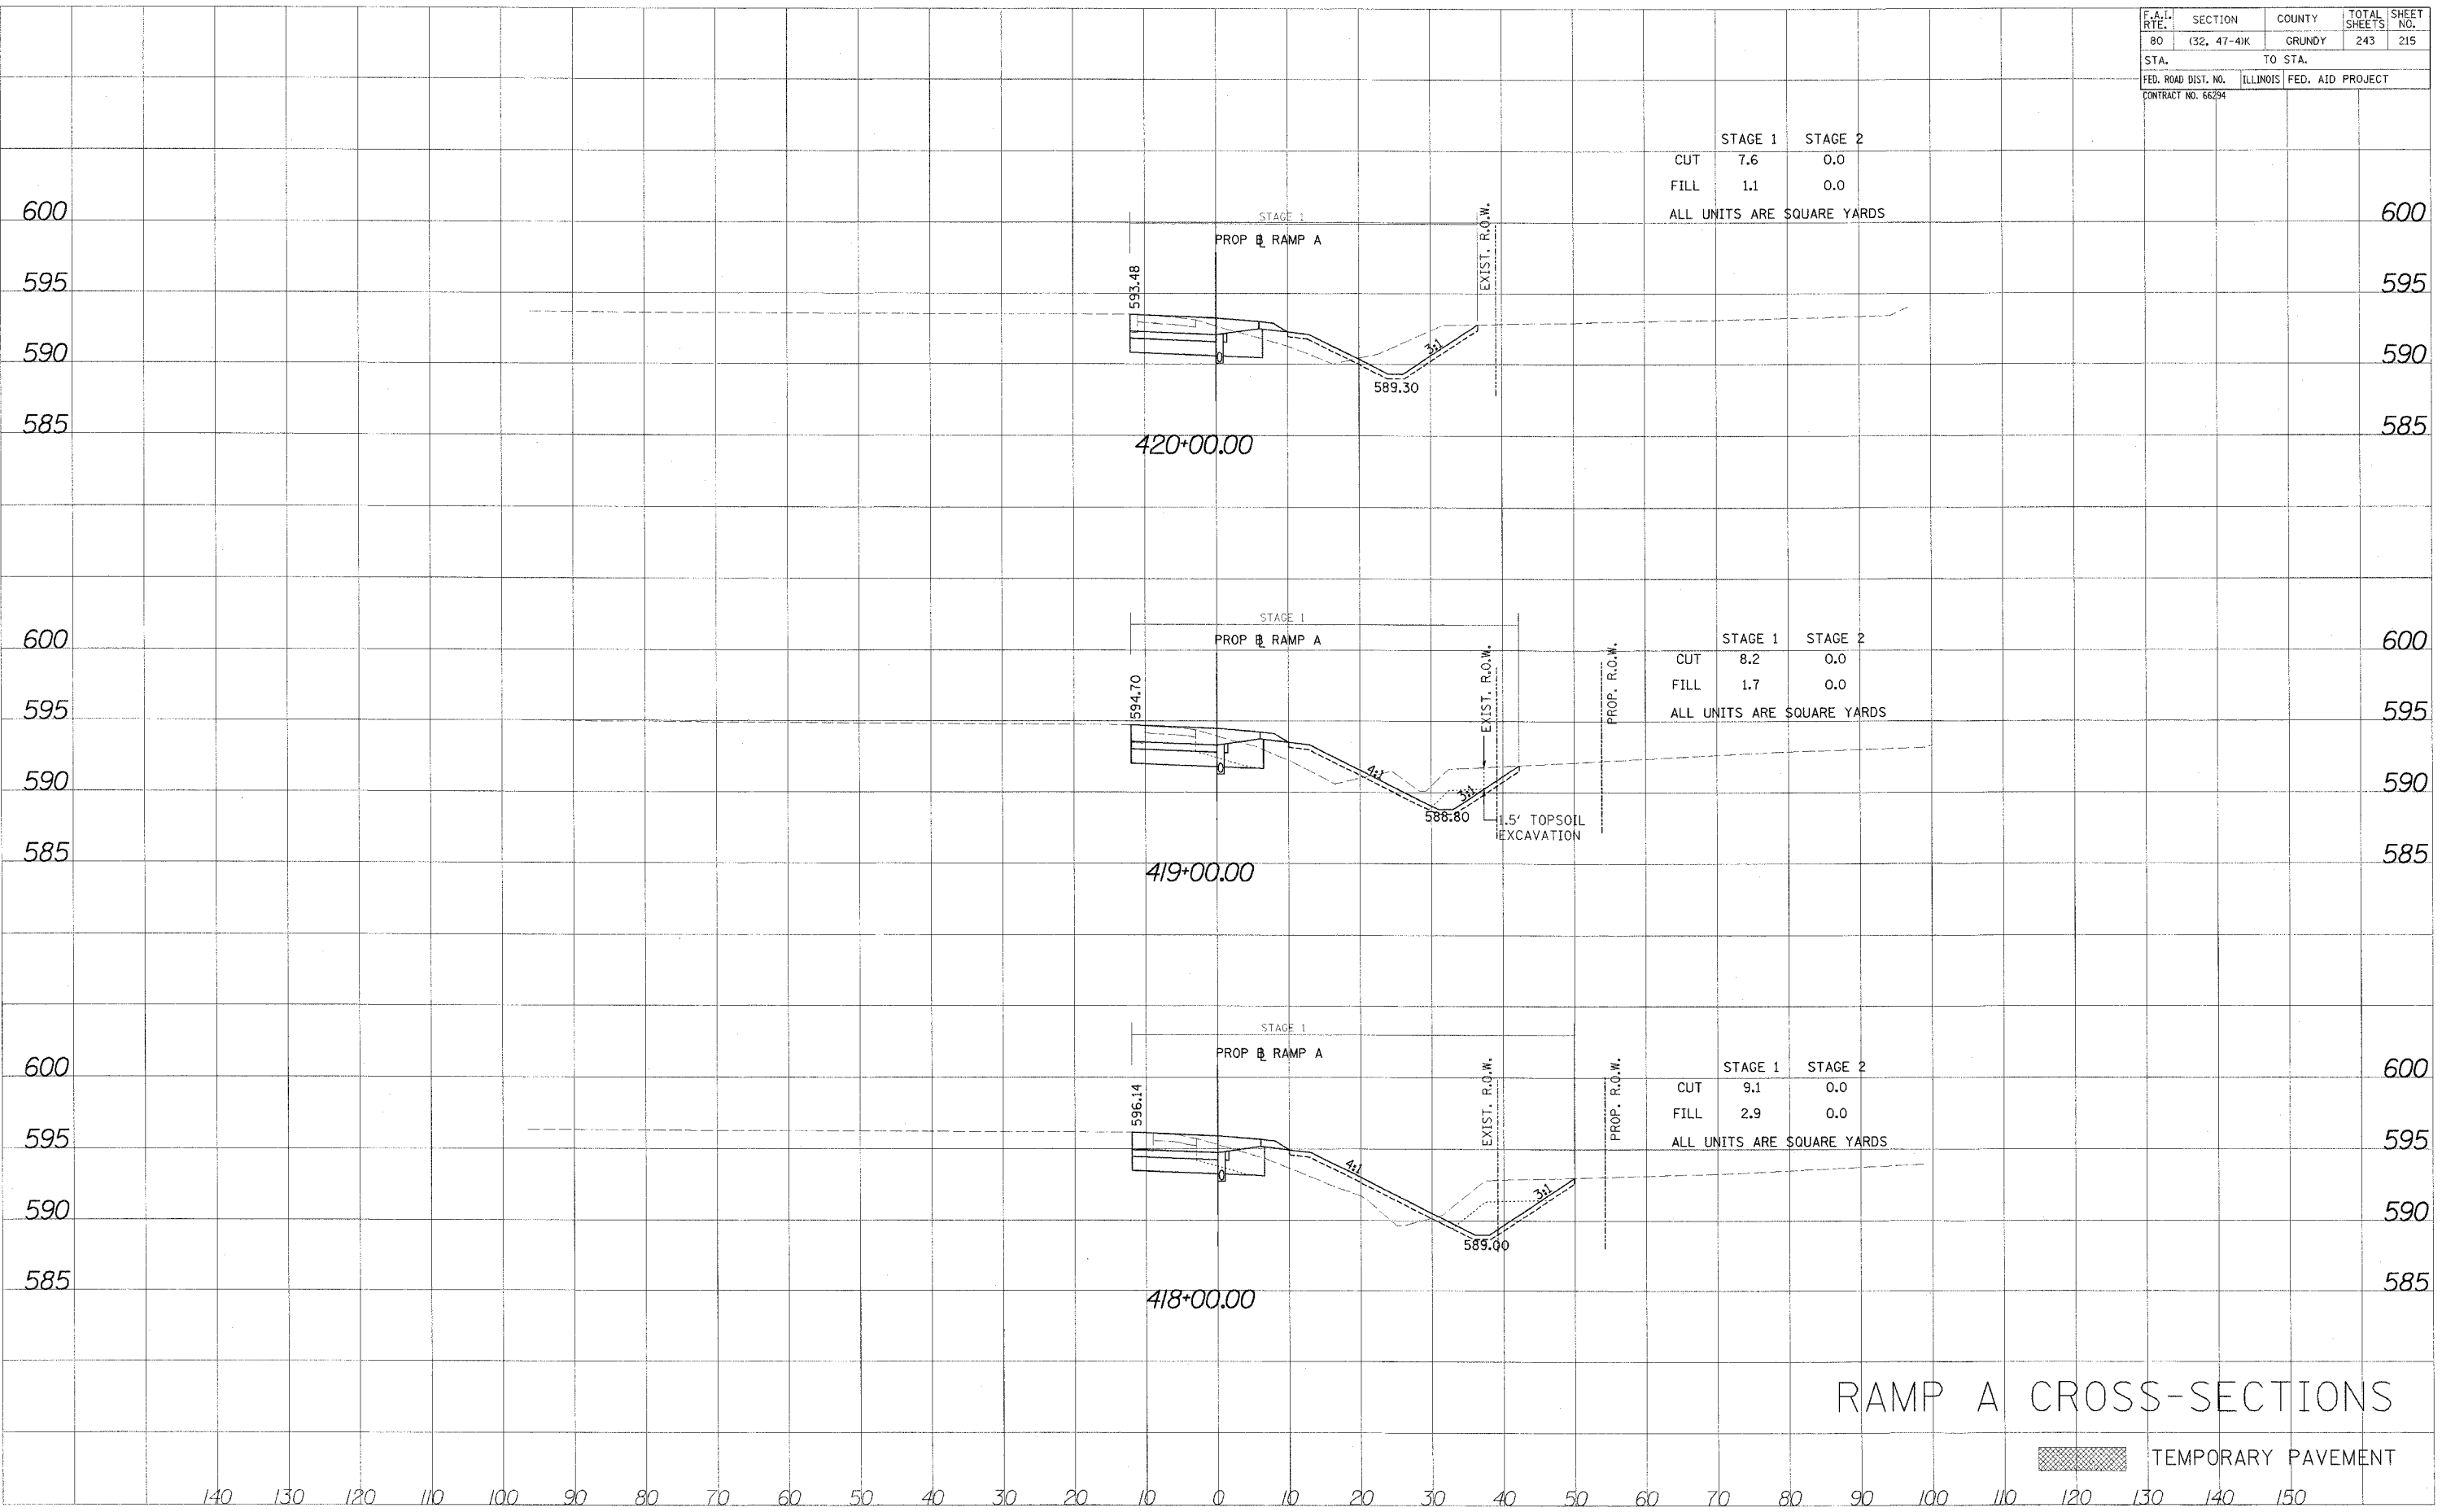 F.A.I. RTE. SECTION COUNTY TOTAL SHEETS SHEET NO.
80 (32, 47-4)K GRUNDY 243 215
STA. TO STA.
FED. ROAD DIST. NO. ILLINOIS FED. AID PROJECT
CONTRACT NO. 66294
STAGE 1 STAGE 2
CUT 7.6 0.0
FILL 1.1 0.0
ALL UNITS ARE SQUARE YARDS
600 600
STAGE 1
PROP ⅊ RAMP A
EXIST. R.O.W.
593.48
595 595
590 590
3:1
589.30
585 585
420+00.00
STAGE 1
600 600
PROP ⅊ RAMP A
STAGE 1 STAGE 2
CUT 8.2 0.0
FILL 1.7 0.0
ALL UNITS ARE SQUARE YARDS
EXIST. R.O.W.
PROP. R.O.W.
594.70
595 595
590 590
4:1
3:1
588.80
1.5' TOPSOIL
EXCAVATION
585 585
419+00.00
STAGE 1
PROP ⅊ RAMP A
600 600
STAGE 1 STAGE 2
CUT 9.1 0.0
FILL 2.9 0.0
ALL UNITS ARE SQUARE YARDS
EXIST. R.O.W.
PROP. R.O.W.
596.14
595 595
4:1
3:1
590 590
589.00
585 585
418+00.00
RAMP A CROSS-SECTIONS
TEMPORARY PAVEMENT
140 130 120 110 100 90 80 70 60 50 40 30 20 10 0 10 20 30 40 50 60 70 80 90 100 110 120 130 140 150